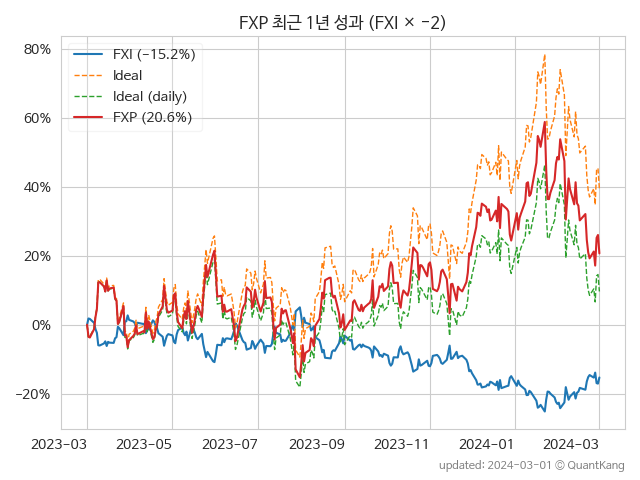 FXP 최근 1년 성과 (FXI × −2)
FXI (−15.2%)
Ideal
Ideal (daily)
FXP (20.6%)
80%
60%
40%
20%
0%
−20%
2023-03 2023-05 2023-07 2023-09 2023-11 2024-01 2024-03
updated: 2024-03-01 © QuantKang